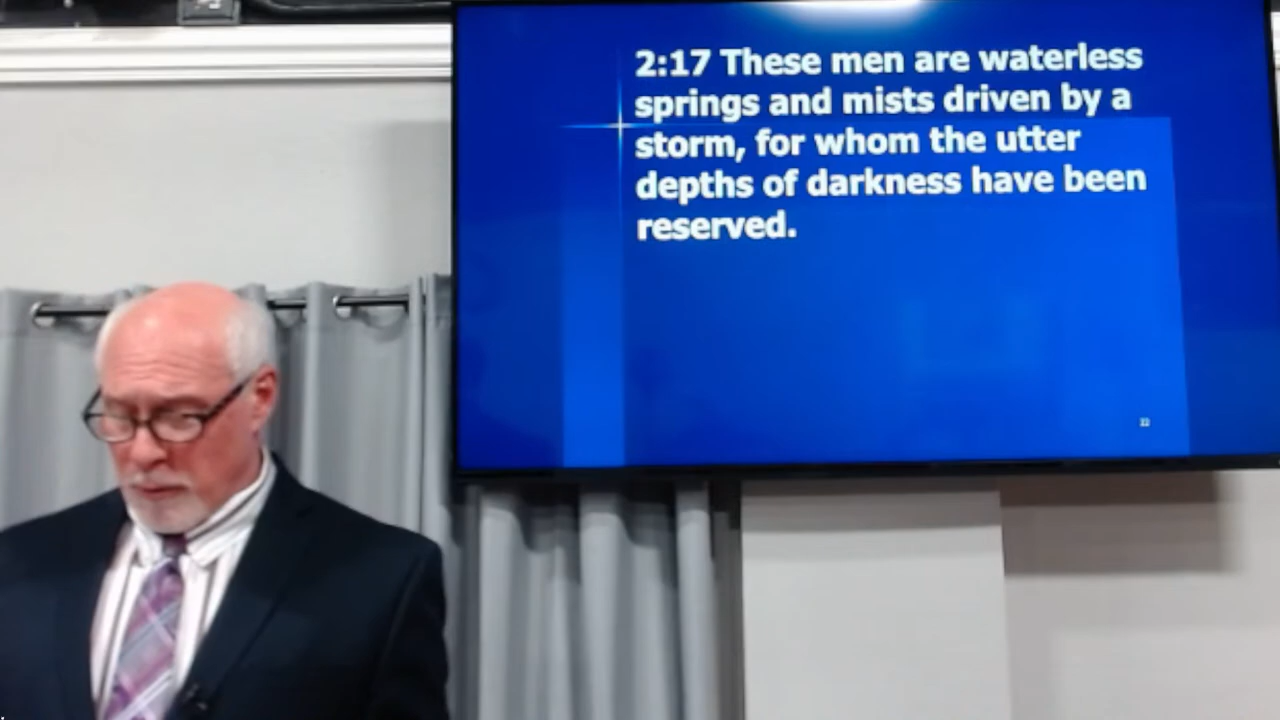 2:17 These men are waterless
springs and mists driven by a
storm, for whom the utter
depths of darkness have been
reserved.